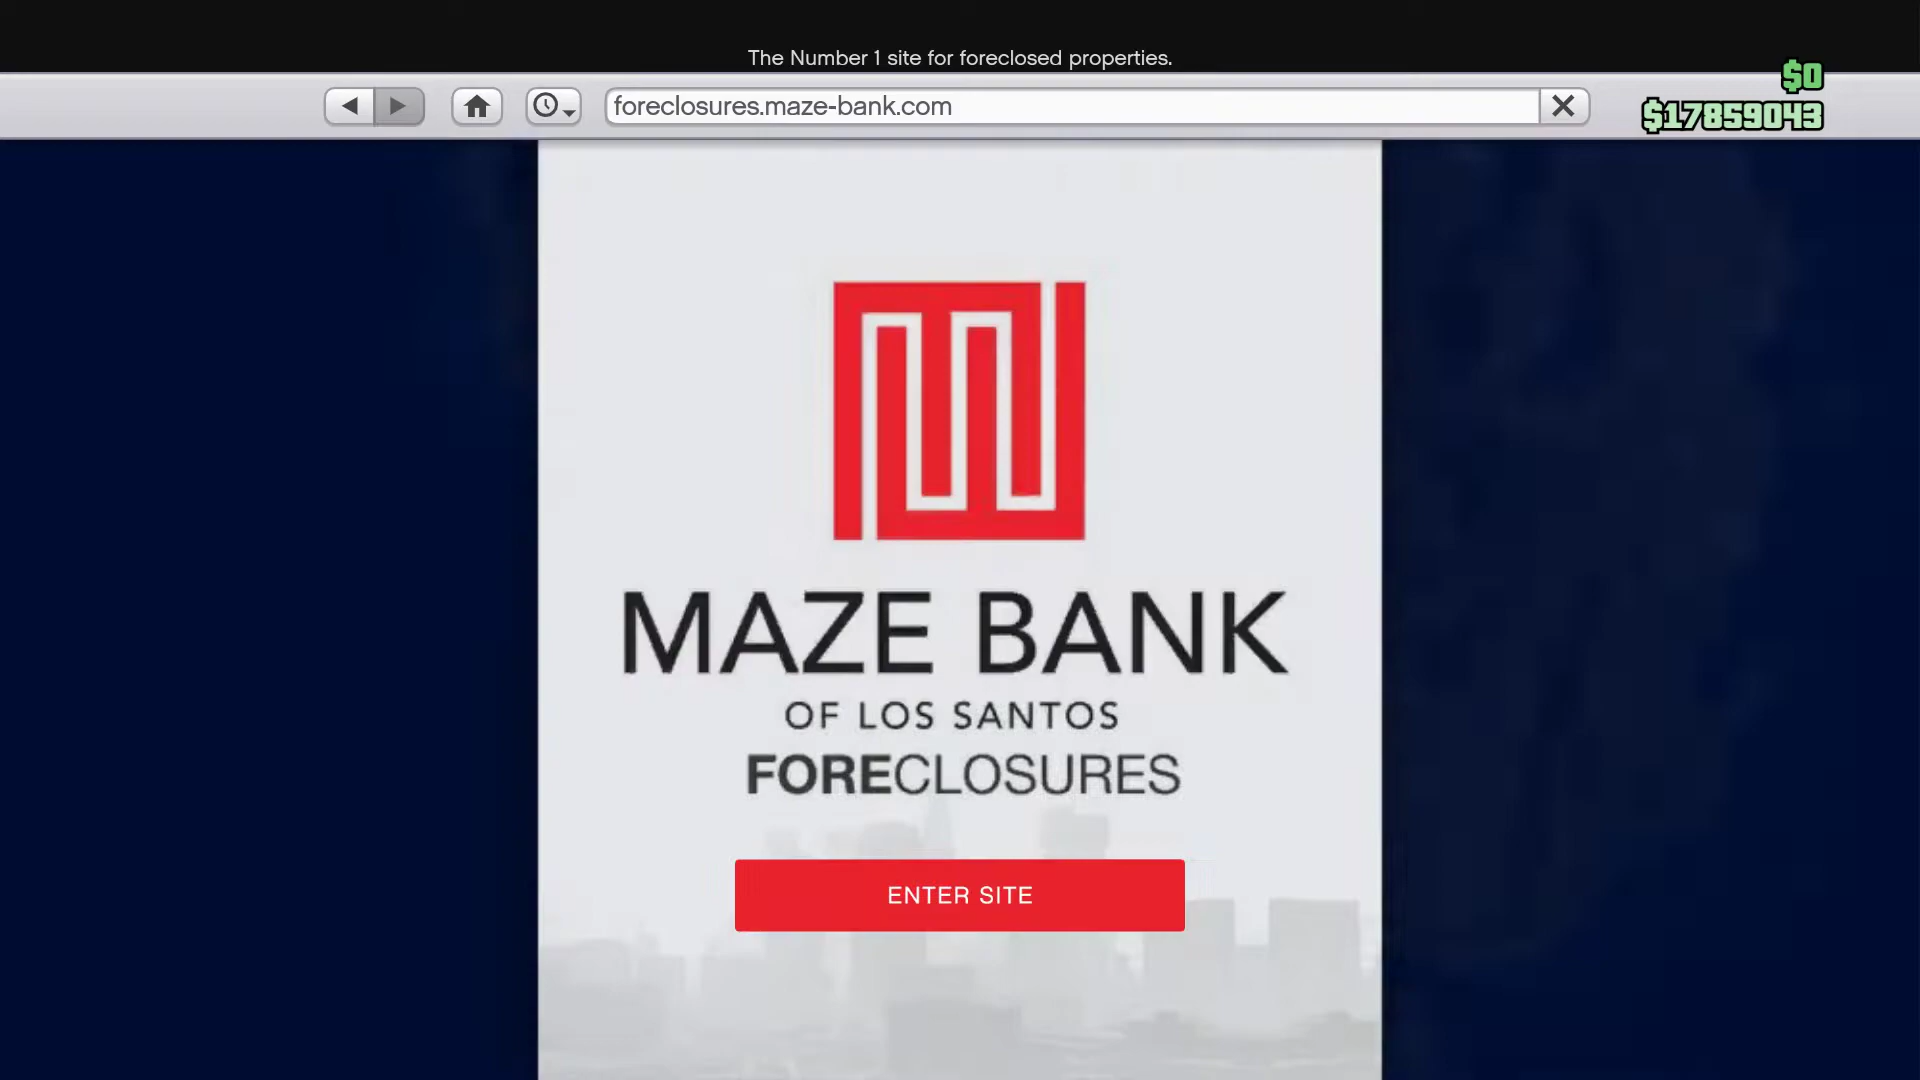 The Number 1 site for foreclosed properties.
$0
foreclosures.maze-bank.com
$17859043
MAZE BANK
OF LOS SANTOS
FORECLOSURES
ENTER SITE